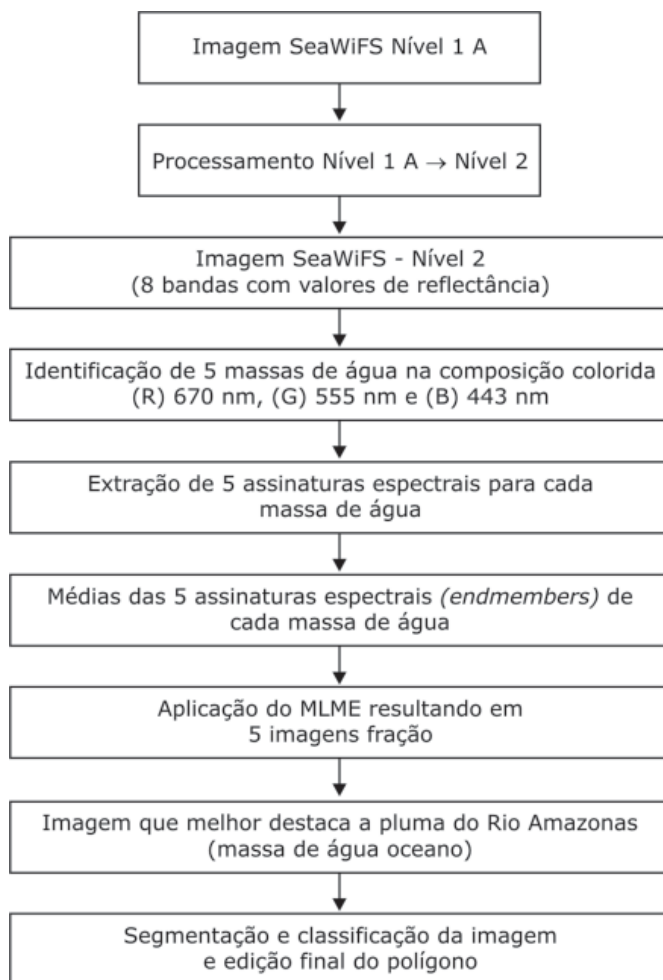 Imagem SeaWiFS Nível 1 A
Processamento Nível 1 A → Nível 2
Imagem SeaWiFS - Nível 2
(8 bandas com valores de reflectância)
Identificação de 5 massas de água na composição colorida
(R) 670 nm, (G) 555 nm e (B) 443 nm
Extração de 5 assinaturas espectrais para cada
massa de água
Médias das 5 assinaturas espectrais (endmembers) de
cada massa de água
Aplicação do MLME resultando em
5 imagens fração
Imagem que melhor destaca a pluma do Rio Amazonas
(massa de água oceano)
Segmentação e classificação da imagem
e edição final do polígono